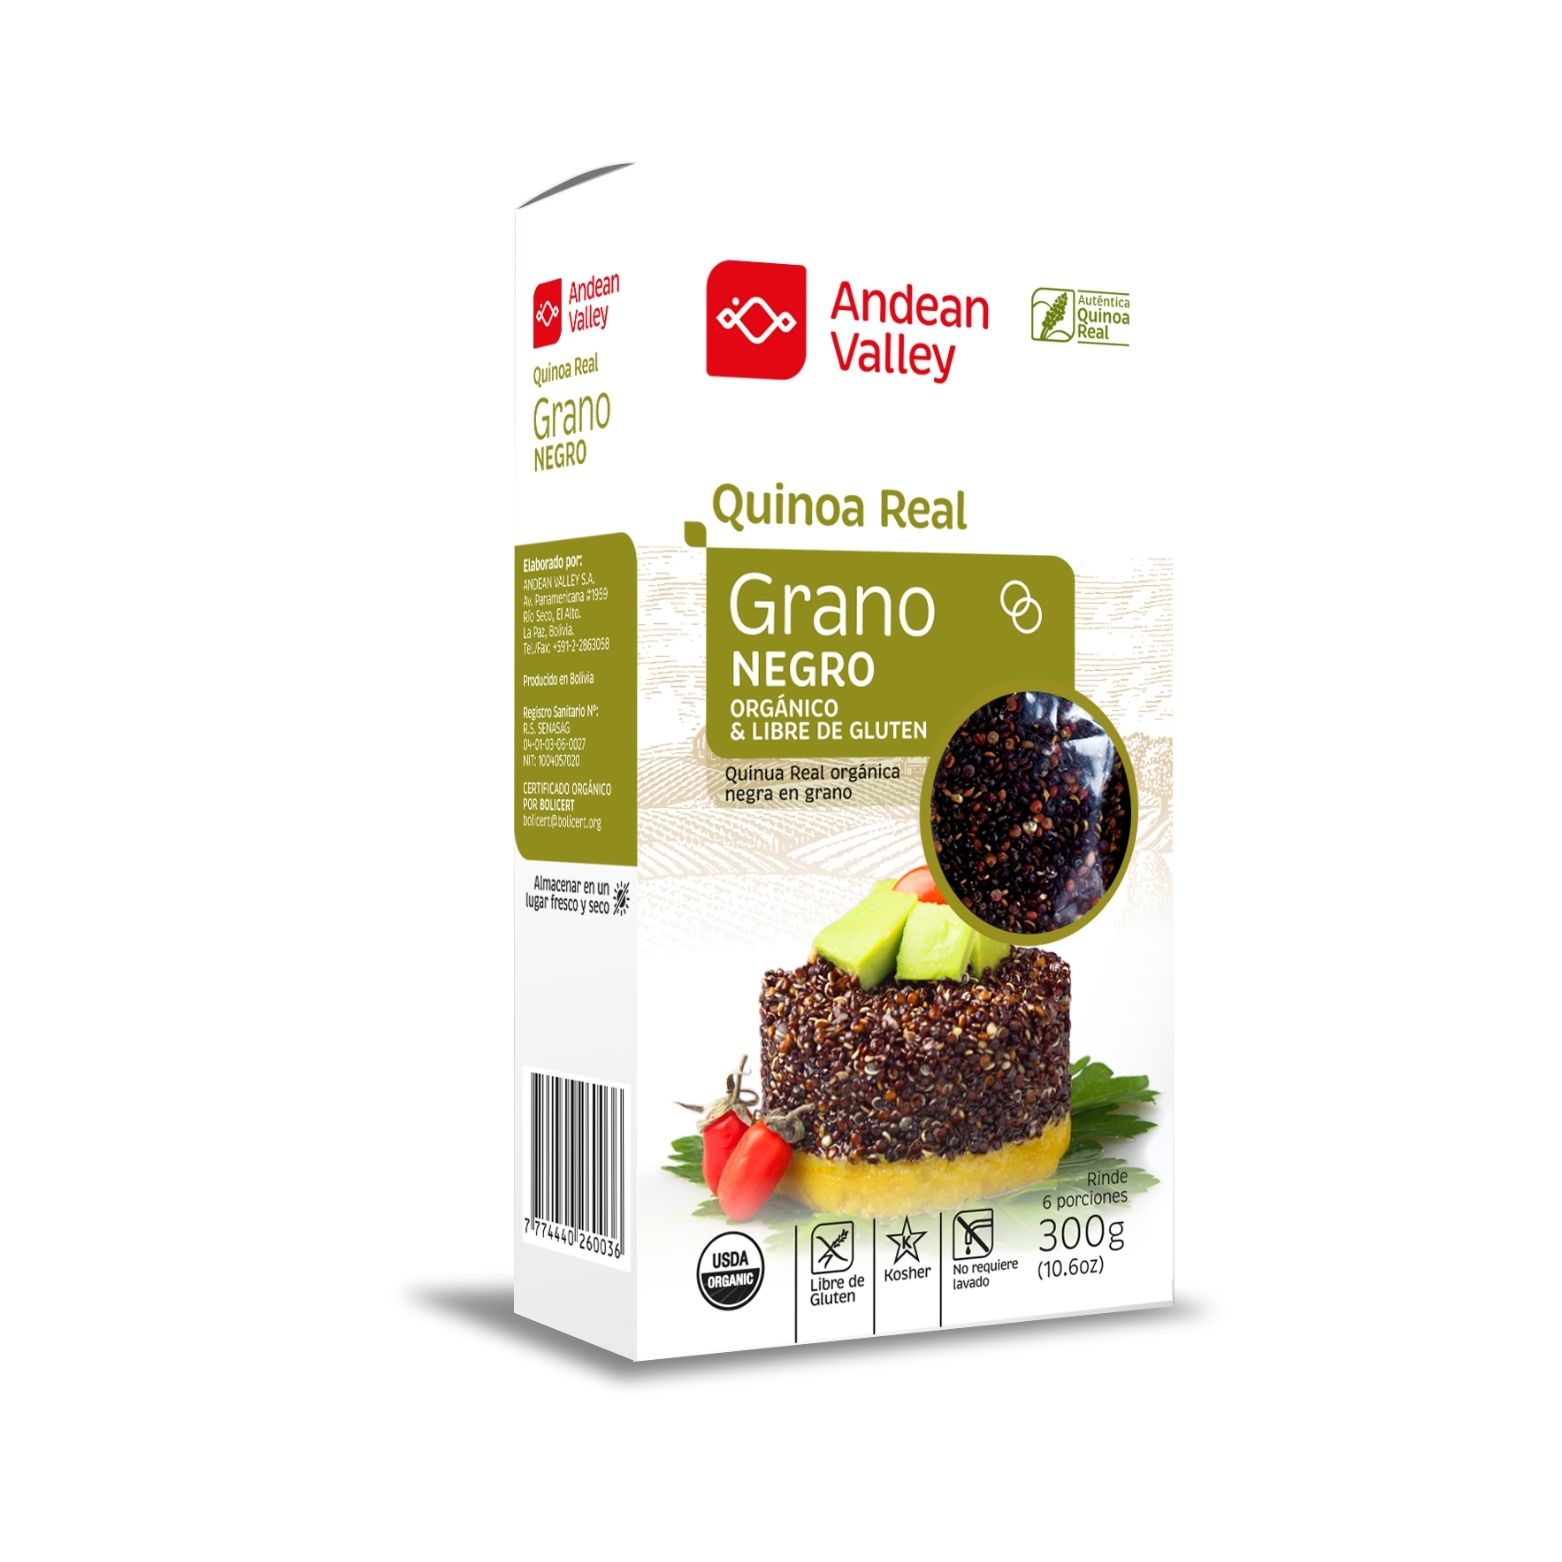 Andean
Valley
Quinoa Real
Grano
NEGRO
Elaborado por:
ANDEAN VALLEY S.A.
Av. Panamericana #1959
Río Seco, El Alto.
La Paz, Bolivia.
Tel./Fax: +591-2-2863058
Producido en Bolivia
Registro Sanitario Nº:
R.S. SENASAG
04-01-03-06-0027
NIT: 1004057020
CERTIFICADO ORGÁNICO
POR BOLICERT
bolicert@bolicert.org
Almacenar en un
lugar fresco y seco
7 774440 260036
Andean
Valley
Auténtica
Quinoa
Real
Quinoa Real
Grano
NEGRO
ORGÁNICO
& LIBRE DE GLUTEN
Quinua Real orgánica
negra en grano
Rinde
6 porciones
300g
(10.6oz)
USDA
ORGANIC
Libre de
Gluten
K
Kosher
No requiere
lavado